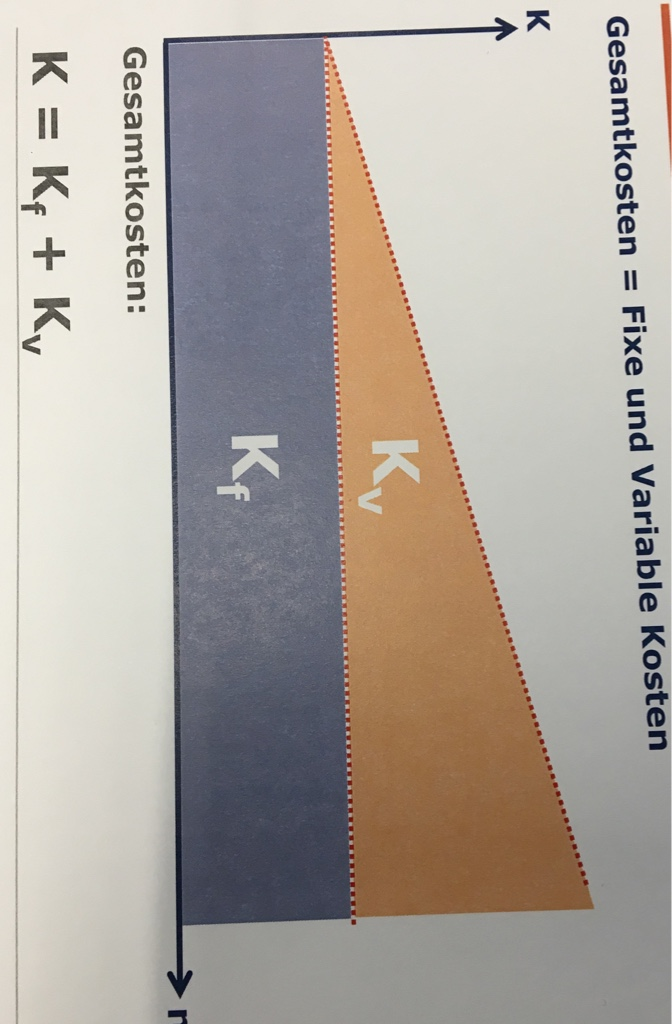 Gesamtkosten = Fixe und Variable Kosten
K
Kv
Kf
Gesamtkosten:
K = Kf + Kv